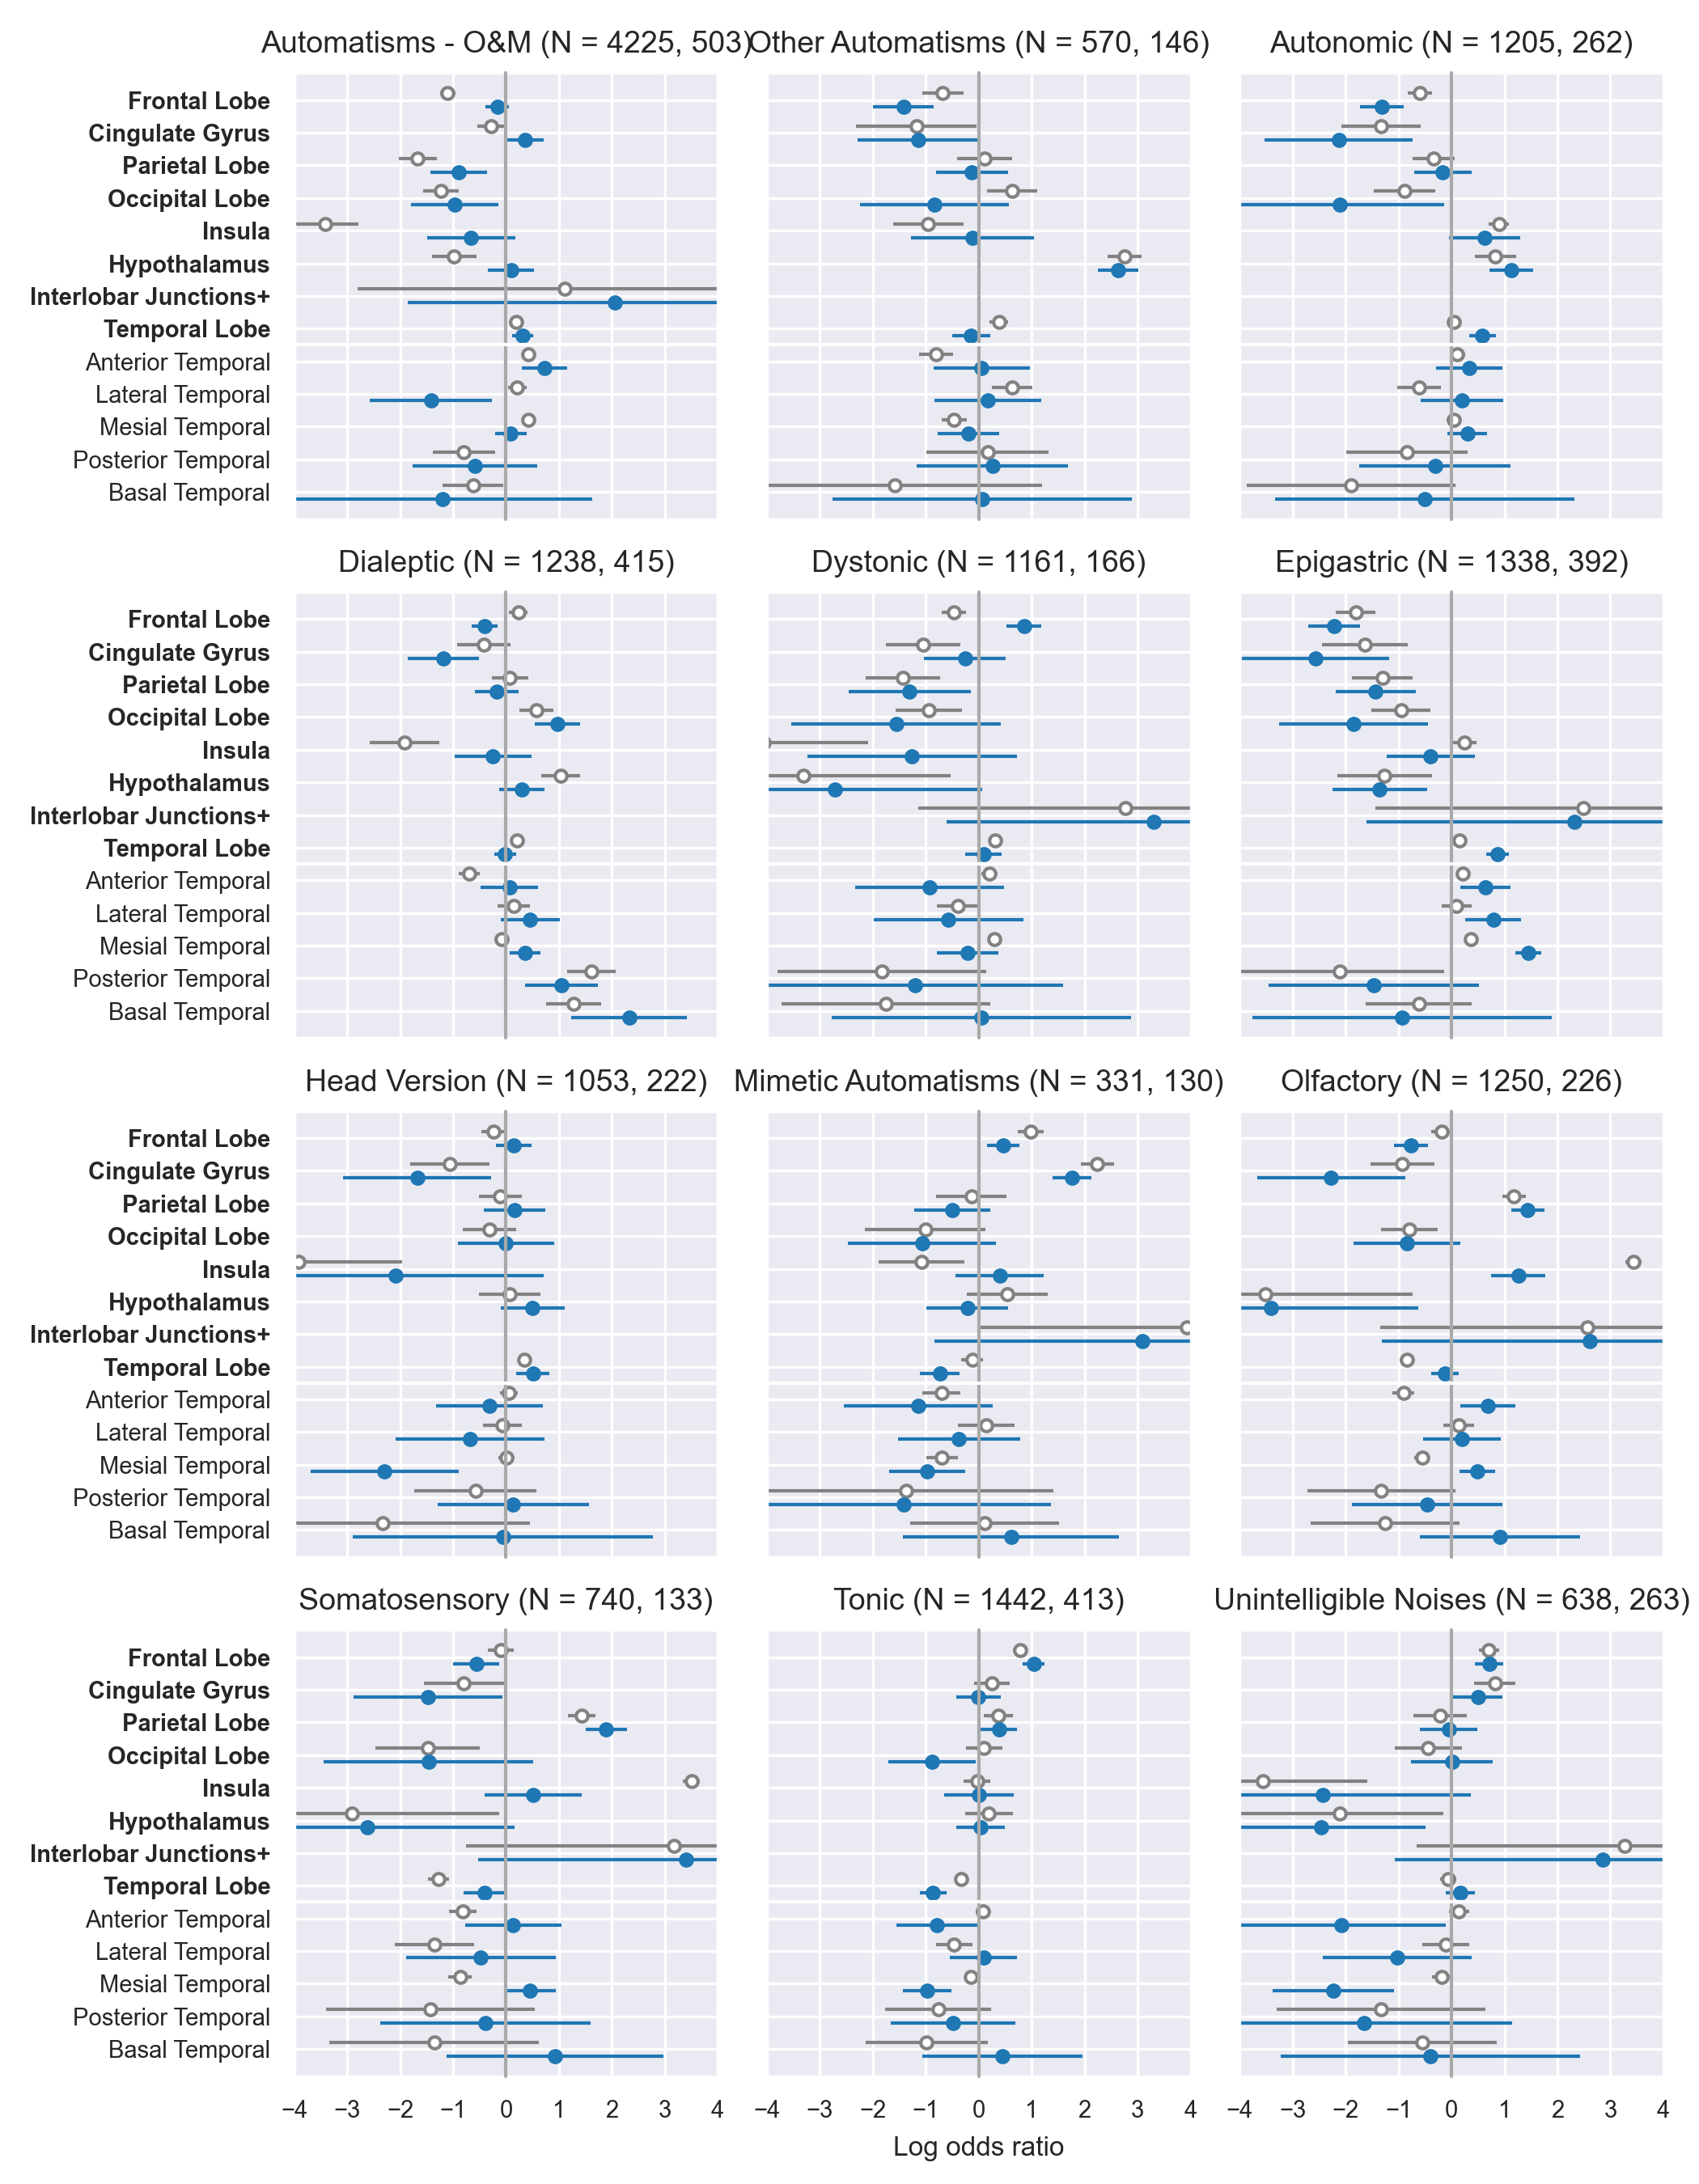 Automatisms - O&M (N = 4225, 503)
Other Automatisms (N = 570, 146)
Autonomic (N = 1205, 262)
Frontal Lobe
Cingulate Gyrus
Parietal Lobe
Occipital Lobe
Insula
Hypothalamus
Interlobar Junctions+
Temporal Lobe
Anterior Temporal
Lateral Temporal
Mesial Temporal
Posterior Temporal
Basal Temporal
Dialeptic (N = 1238, 415)
Dystonic (N = 1161, 166)
Epigastric (N = 1338, 392)
Frontal Lobe
Cingulate Gyrus
Parietal Lobe
Occipital Lobe
Insula
Hypothalamus
Interlobar Junctions+
Temporal Lobe
Anterior Temporal
Lateral Temporal
Mesial Temporal
Posterior Temporal
Basal Temporal
Head Version (N = 1053, 222)
Mimetic Automatisms (N = 331, 130)
Olfactory (N = 1250, 226)
Frontal Lobe
Cingulate Gyrus
Parietal Lobe
Occipital Lobe
Insula
Hypothalamus
Interlobar Junctions+
Temporal Lobe
Anterior Temporal
Lateral Temporal
Mesial Temporal
Posterior Temporal
Basal Temporal
Somatosensory (N = 740, 133)
Tonic (N = 1442, 413)
Unintelligible Noises (N = 638, 263)
Frontal Lobe
Cingulate Gyrus
Parietal Lobe
Occipital Lobe
Insula
Hypothalamus
Interlobar Junctions+
Temporal Lobe
Anterior Temporal
Lateral Temporal
Mesial Temporal
Posterior Temporal
Basal Temporal
−4 −3 −2 −1 0 1 2 3 4
−4 −3 −2 −1 0 1 2 3 4
−4 −3 −2 −1 0 1 2 3 4
Log odds ratio